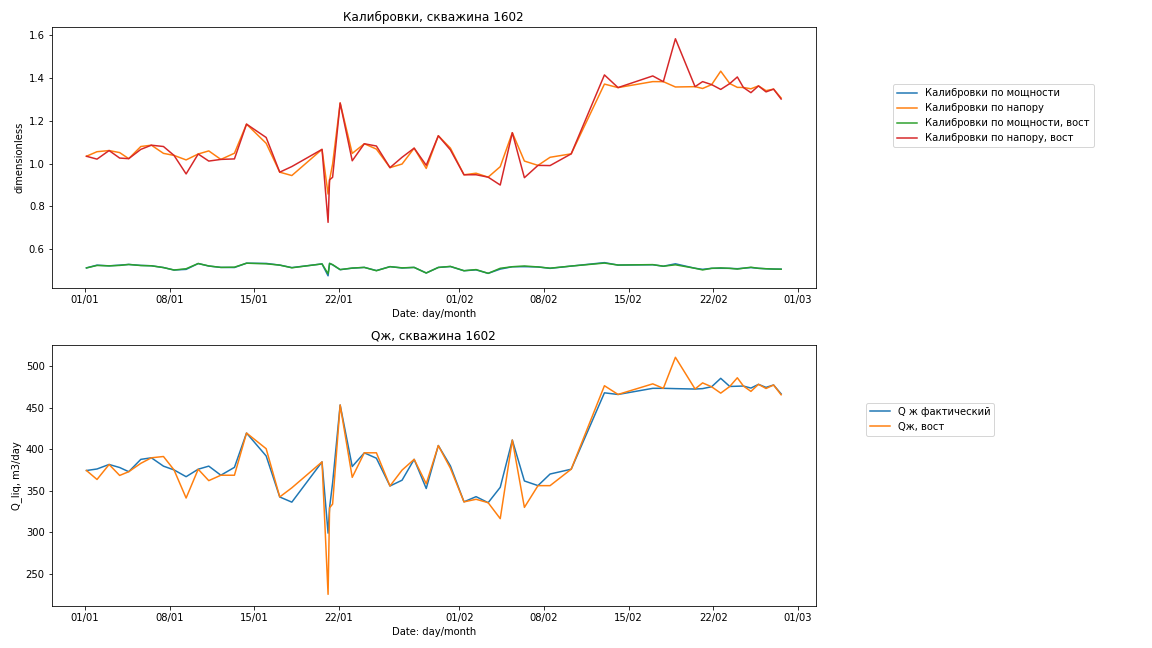 Калибровки, скважина 1602
1.6
1.4
1.2
1.0
0.8
0.6
dimensionless
01/01 08/01 15/01 22/01 01/02 08/02 15/02 22/02 01/03
Date: day/month
Калибровки по мощности
Калибровки по напору
Калибровки по мощности, вост
Калибровки по напору, вост
Qж, скважина 1602
500
450
400
350
300
250
Q_liq, m3/day
01/01 08/01 15/01 22/01 01/02 08/02 15/02 22/02 01/03
Date: day/month
Q ж фактический
Qж, вост